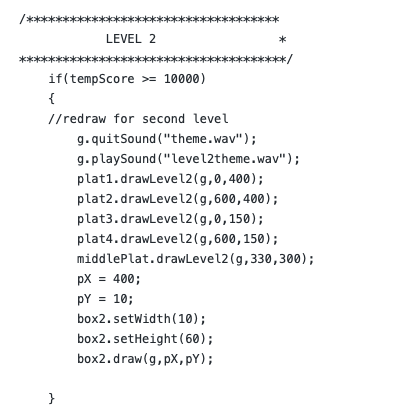 /***********************************
LEVEL 2 *
*************************************/
if(tempScore >= 10000)
{
//redraw for second level
g.quitSound("theme.wav");
g.playSound("level2theme.wav");
plat1.drawLevel2(g,0,400);
plat2.drawLevel2(g,600,400);
plat3.drawLevel2(g,0,150);
plat4.drawLevel2(g,600,150);
middlePlat.drawLevel2(g,330,300);
pX = 400;
pY = 10;
box2.setWidth(10);
box2.setHeight(60);
box2.draw(g,pX,pY);
}